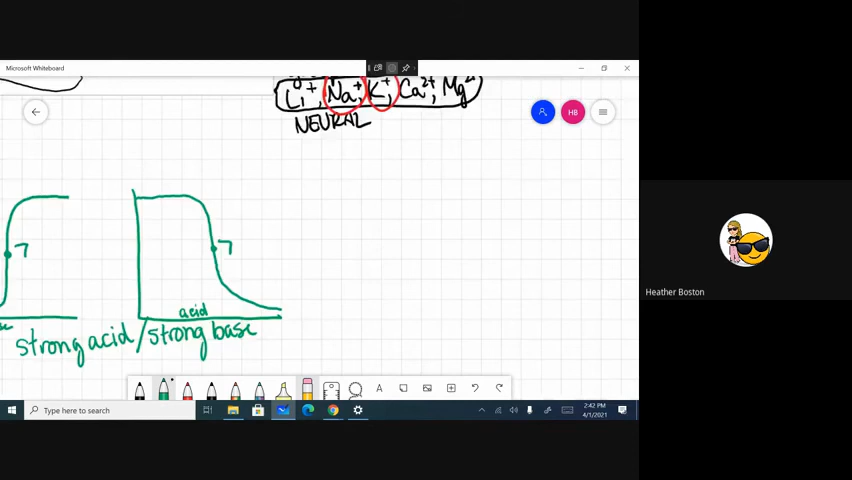 Microsoft Whiteboard
Li+, Na+, K+, Ca2+, Mg2+
NEURAL
HB
7
7
acid
strong acid / strong base
Heather Boston
A
Type here to search
2:42 PM
4/1/2021